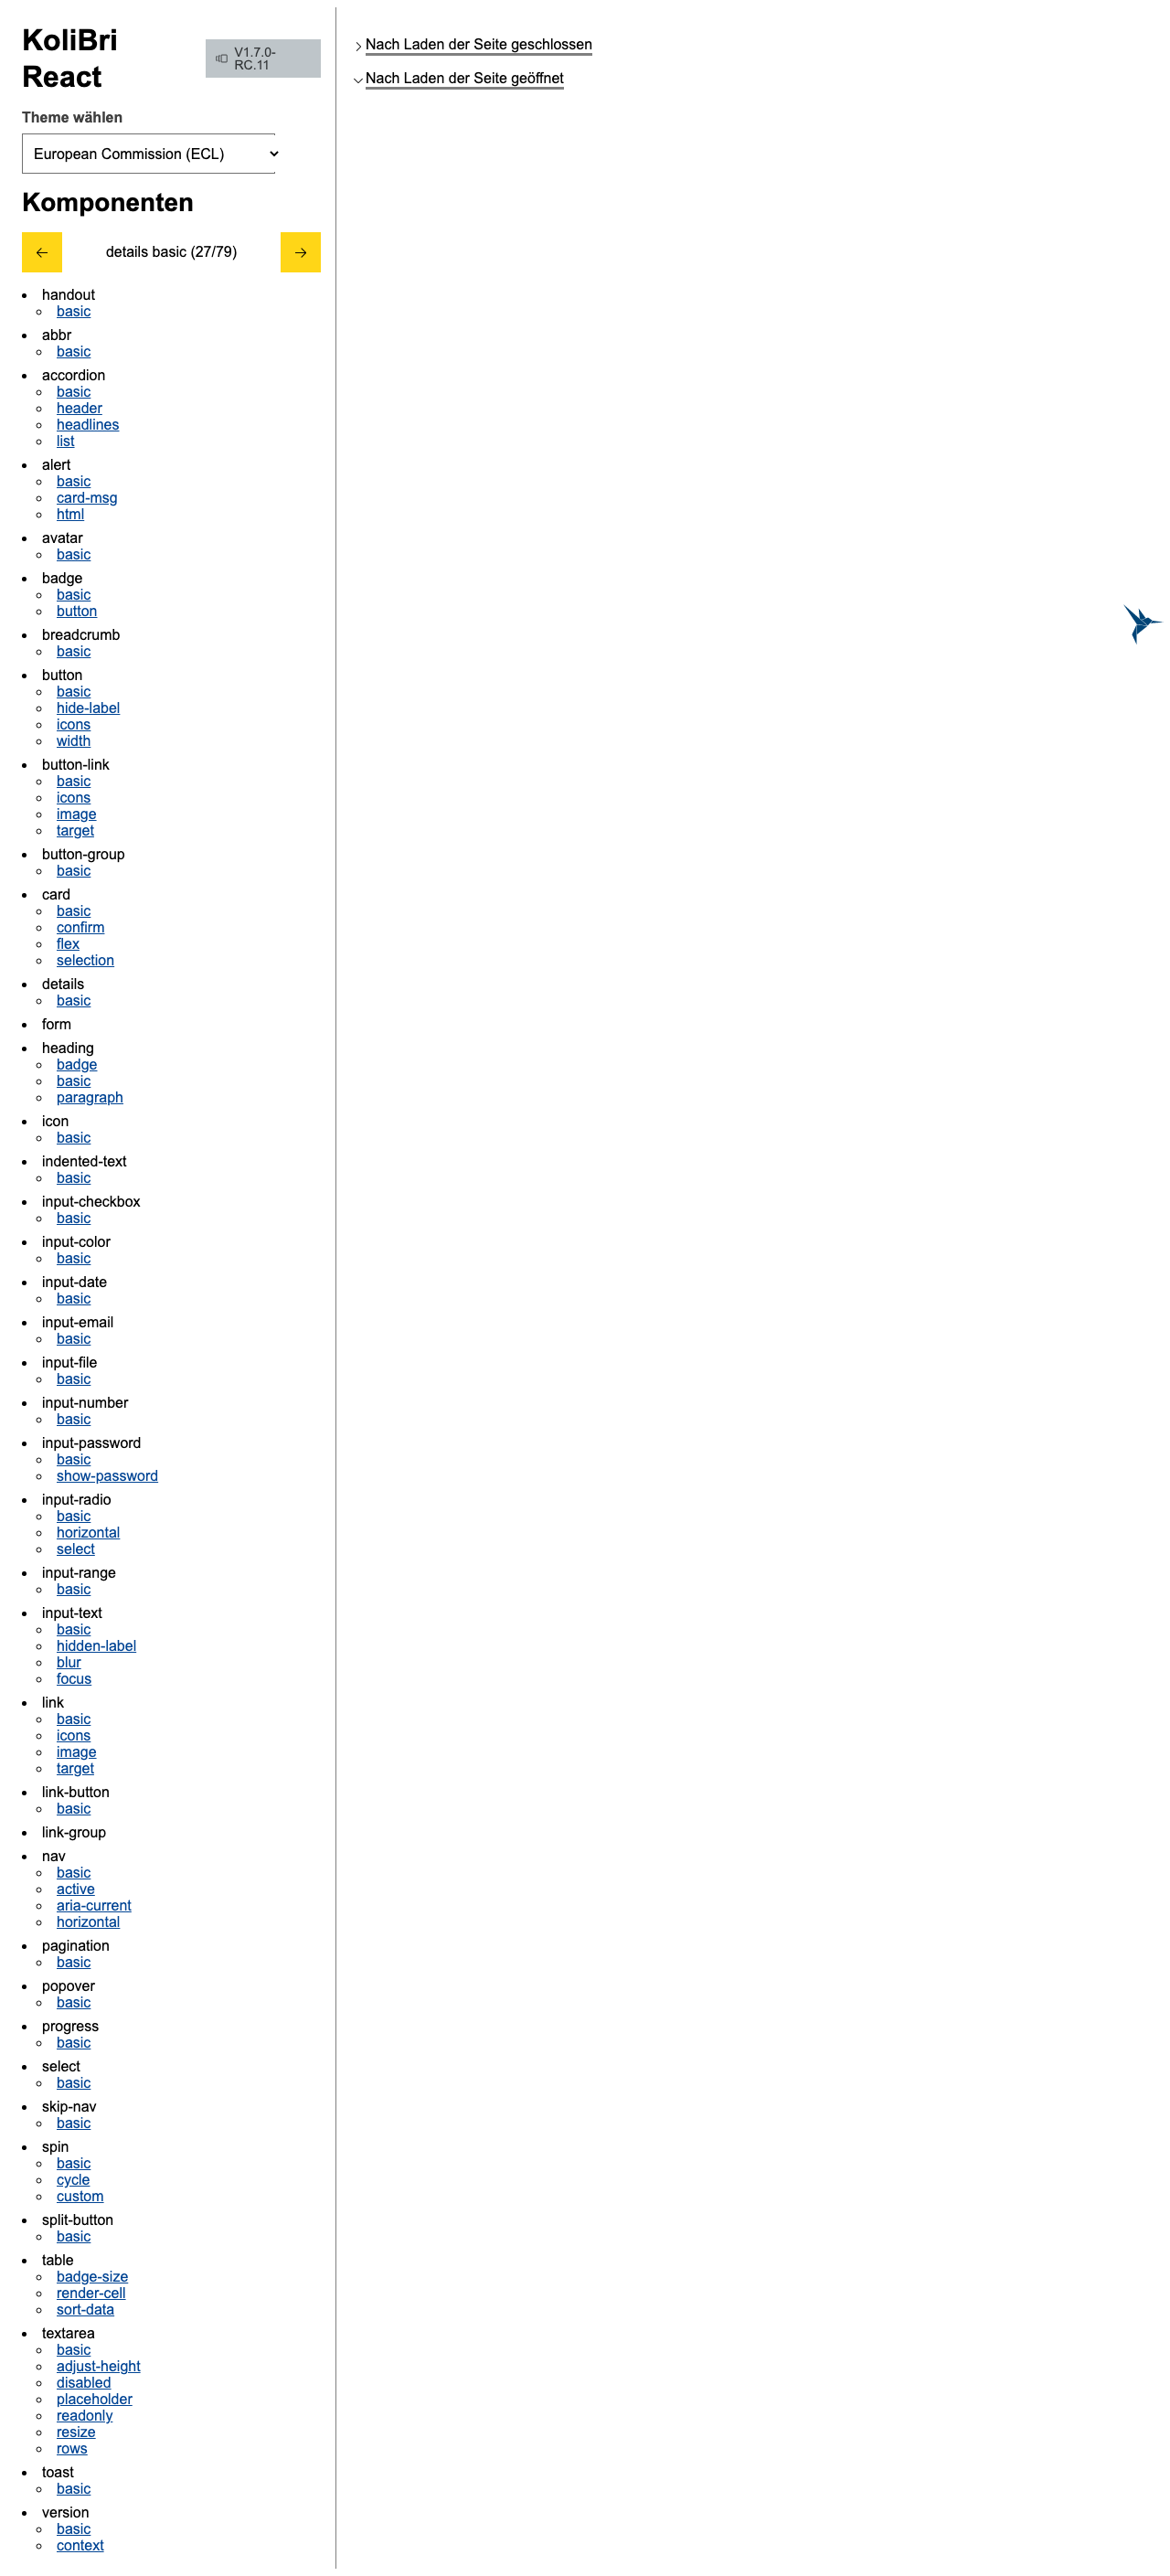 KoliBri
React
V1.7.0-
RC.11
Theme wählen
European Commission (ECL)
Komponenten
details basic (27/79)
handout
basic
abbr
basic
accordion
basic
header
headlines
list
alert
basic
card-msg
html
avatar
basic
badge
basic
button
breadcrumb
basic
button
basic
hide-label
icons
width
button-link
basic
icons
image
target
button-group
basic
card
basic
confirm
flex
selection
details
basic
form
heading
badge
basic
paragraph
icon
basic
indented-text
basic
input-checkbox
basic
input-color
basic
input-date
basic
input-email
basic
input-file
basic
input-number
basic
input-password
basic
show-password
input-radio
basic
horizontal
select
input-range
basic
input-text
basic
hidden-label
blur
focus
link
basic
icons
image
target
link-button
basic
link-group
nav
basic
active
aria-current
horizontal
pagination
basic
popover
basic
progress
basic
select
basic
skip-nav
basic
spin
basic
cycle
custom
split-button
basic
table
badge-size
render-cell
sort-data
textarea
basic
adjust-height
disabled
placeholder
readonly
resize
rows
toast
basic
version
basic
context
Nach Laden der Seite geschlossen
Nach Laden der Seite geöffnet